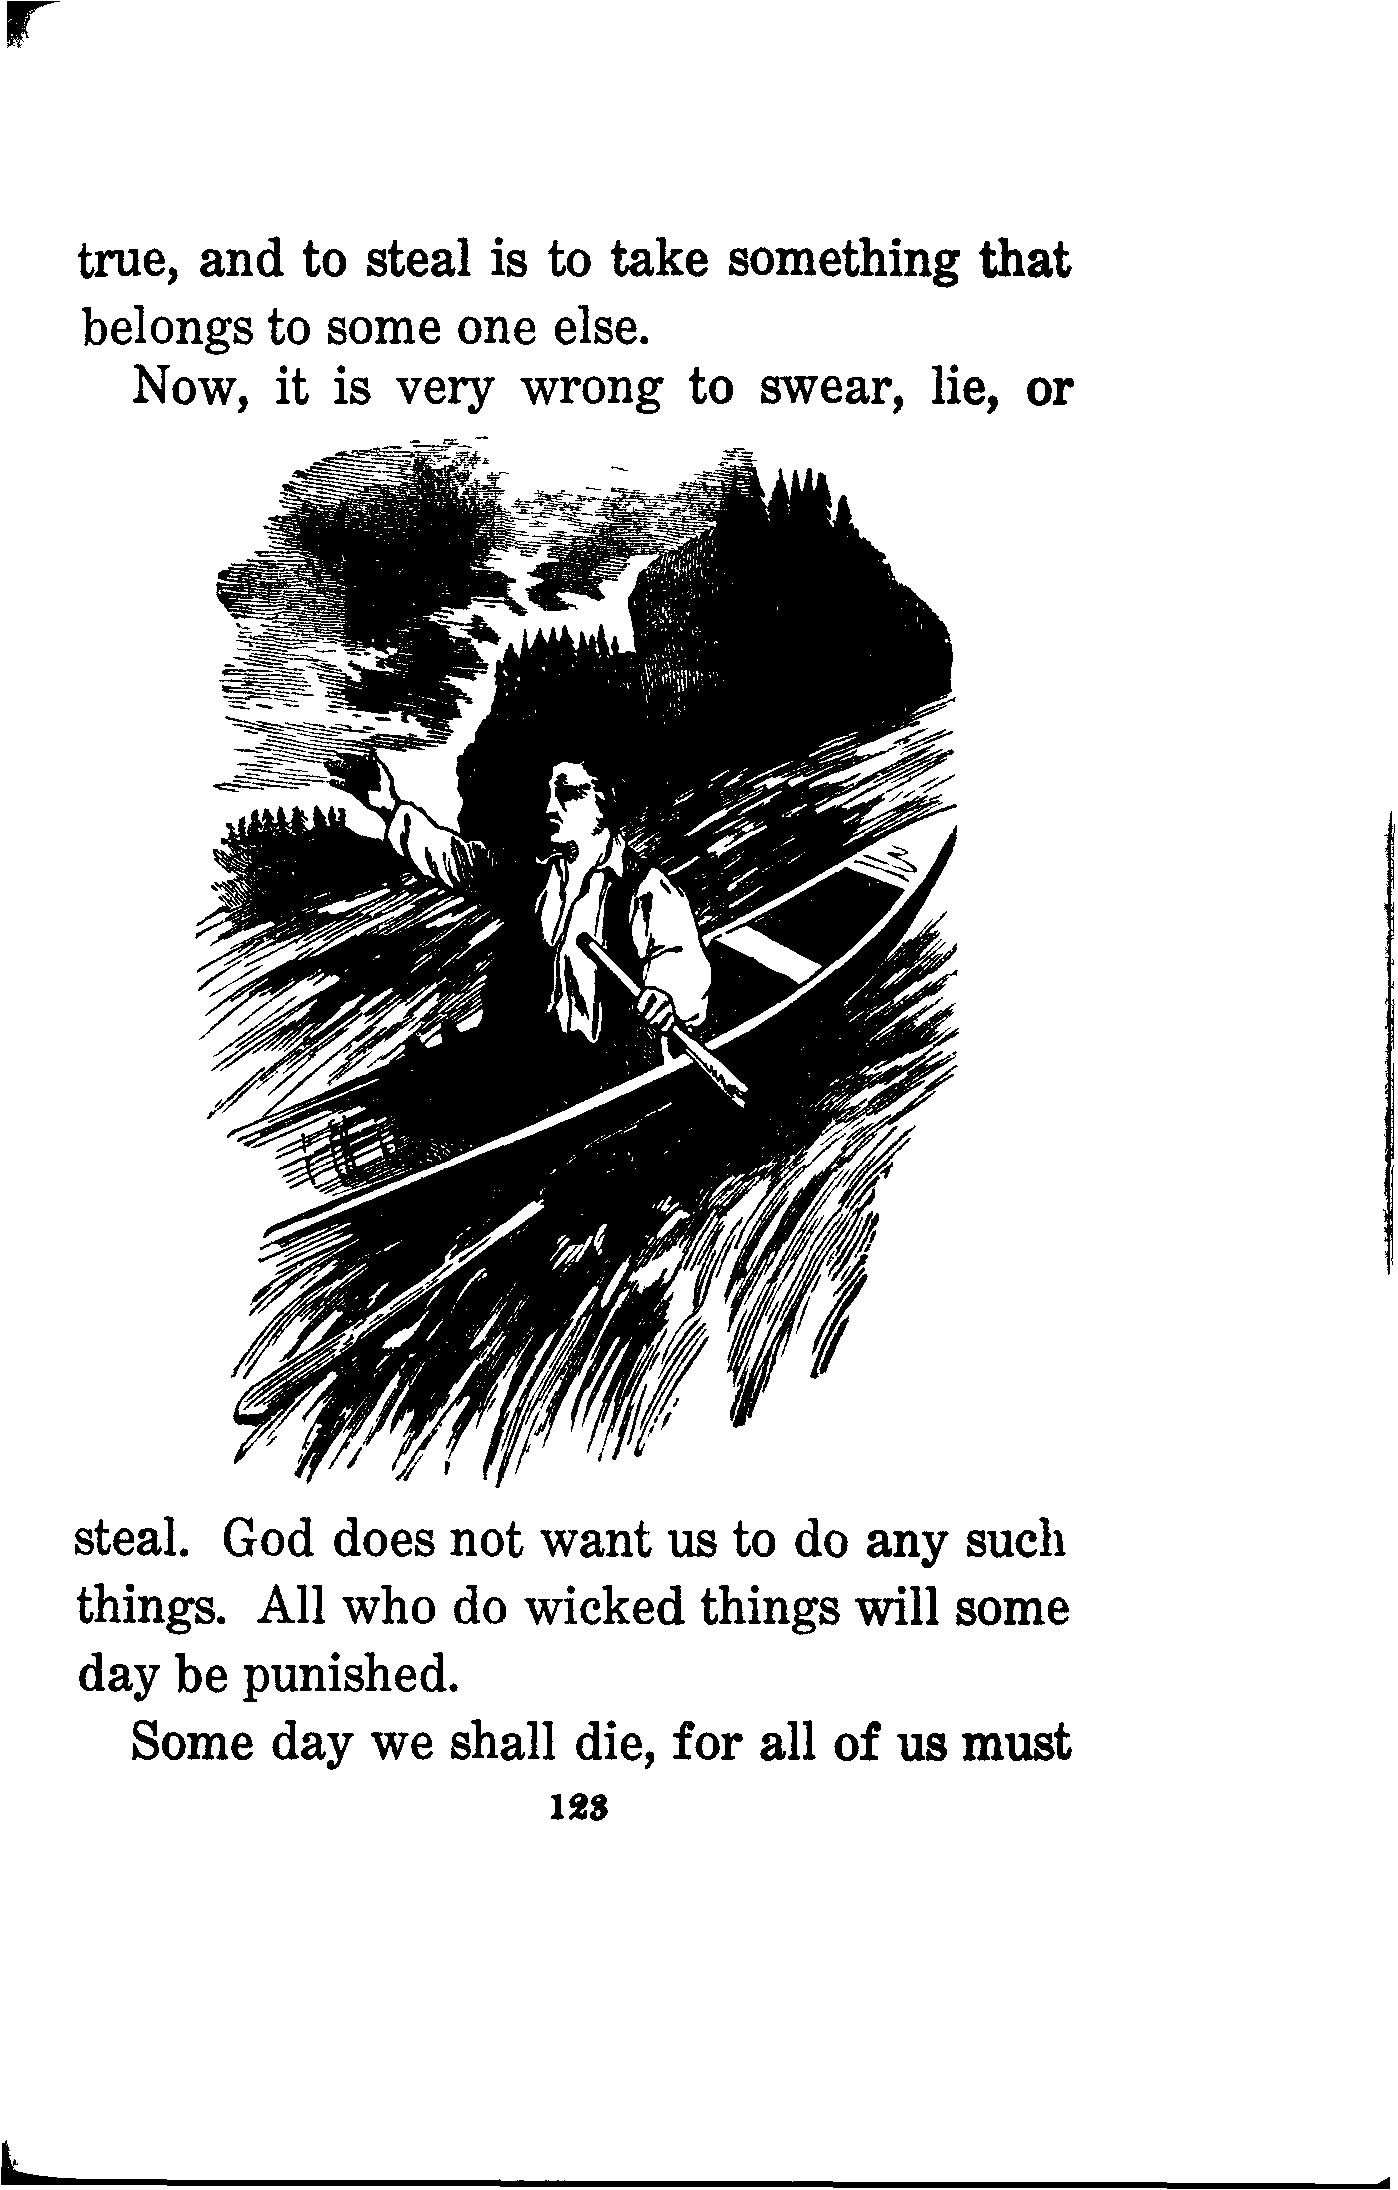 true, and to steal is to take something that
belongs to some one else.
Now, it is very wrong to swear, lie, or
steal. God does not want us to do any such
things. All who do wicked things will some
day be punished.
Some day we shall die, for all of us must
123